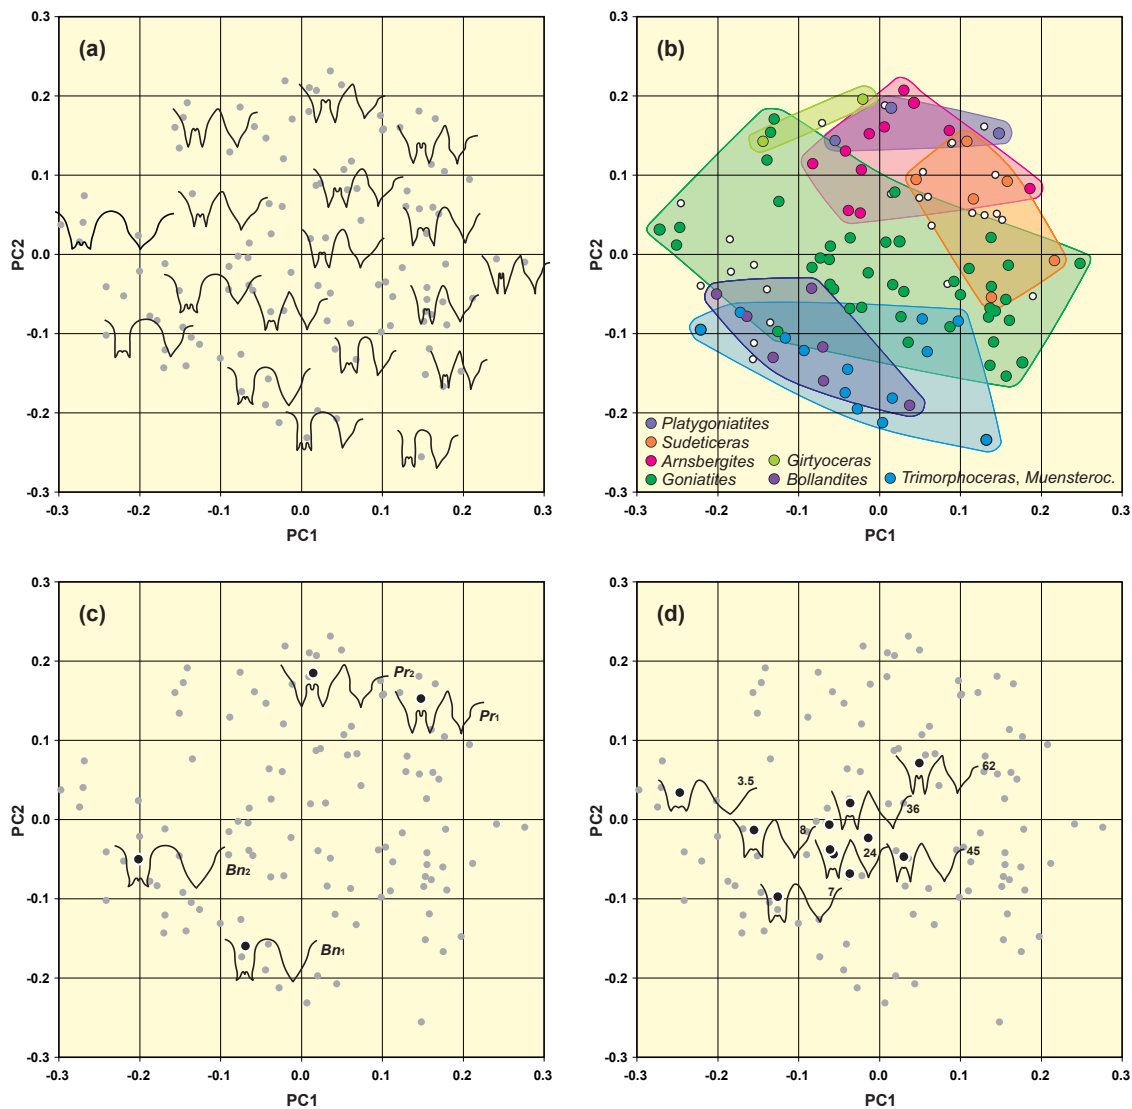 (a)
0.3
0.2
0.1
0.0
-0.1
-0.2
-0.3
PC2
-0.3 -0.2 -0.1 0.0 0.1 0.2 0.3
PC1
(b)
0.3
0.2
0.1
0.0
-0.1
-0.2
-0.3
PC2
Platygoniatites
Sudeticeras
Arnsbergites Girtyoceras
Goniatites Bollandites Trimorphoceras, Muensteroc.
-0.3 -0.2 -0.1 0.0 0.1 0.2 0.3
PC1
(c)
0.3
0.2
0.1
0.0
-0.1
-0.2
-0.3
PC2
Pr2
Pr1
Bn2
Bn1
-0.3 -0.2 -0.1 0.0 0.1 0.2 0.3
PC1
(d)
0.3
0.2
0.1
0.0
-0.1
-0.2
-0.3
PC2
62
3.5
36
8
24 45
7
-0.3 -0.2 -0.1 0.0 0.1 0.2 0.3
PC1